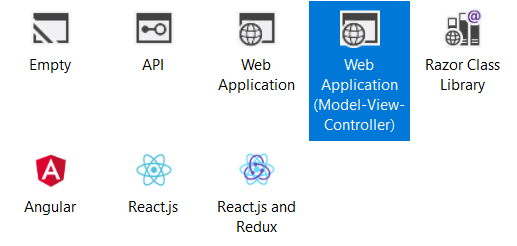 Empty
API
Web
Application
Web
Application
(Model-View-
Controller)
Razor Class
Library
Angular
React.js
React.js and
Redux